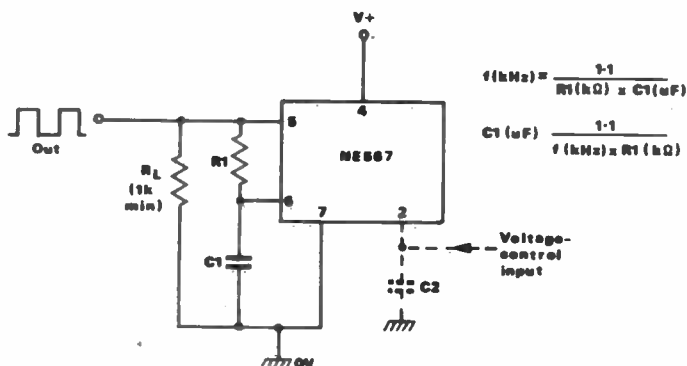 V+
f(kHz) = 1·1 / R1(kΩ) x C1(uF)
C1(uF) 1·1 / f(kHz) x R1(kΩ)
4
5
NE567
6
7
2
Out
RL
(1k
min)
R1
C1
Voltage-
control
input
C2
0V